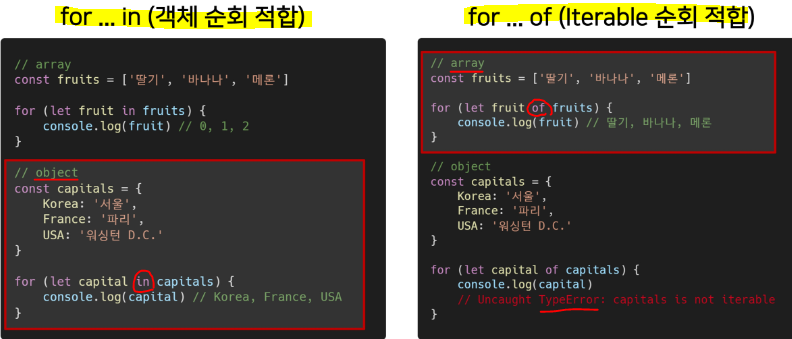 for ... in (객체 순회 적합)
// array
const fruits = ['딸기', '바나나', '메론']
for (let fruit in fruits) {
console.log(fruit) // 0, 1, 2
}
// object
const capitals = {
Korea: '서울',
France: '파리',
USA: '워싱턴 D.C.'
}
for (let capital in capitals) {
console.log(capital) // Korea, France, USA
}
for ... of (Iterable 순회 적합)
// array
const fruits = ['딸기', '바나나', '메론']
for (let fruit of fruits) {
console.log(fruit) // 딸기, 바나나, 메론
}
// object
const capitals = {
Korea: '서울',
France: '파리',
USA: '워싱턴 D.C.'
}
for (let capital of capitals) {
console.log(capital)
// Uncaught TypeError: capitals is not iterable
}